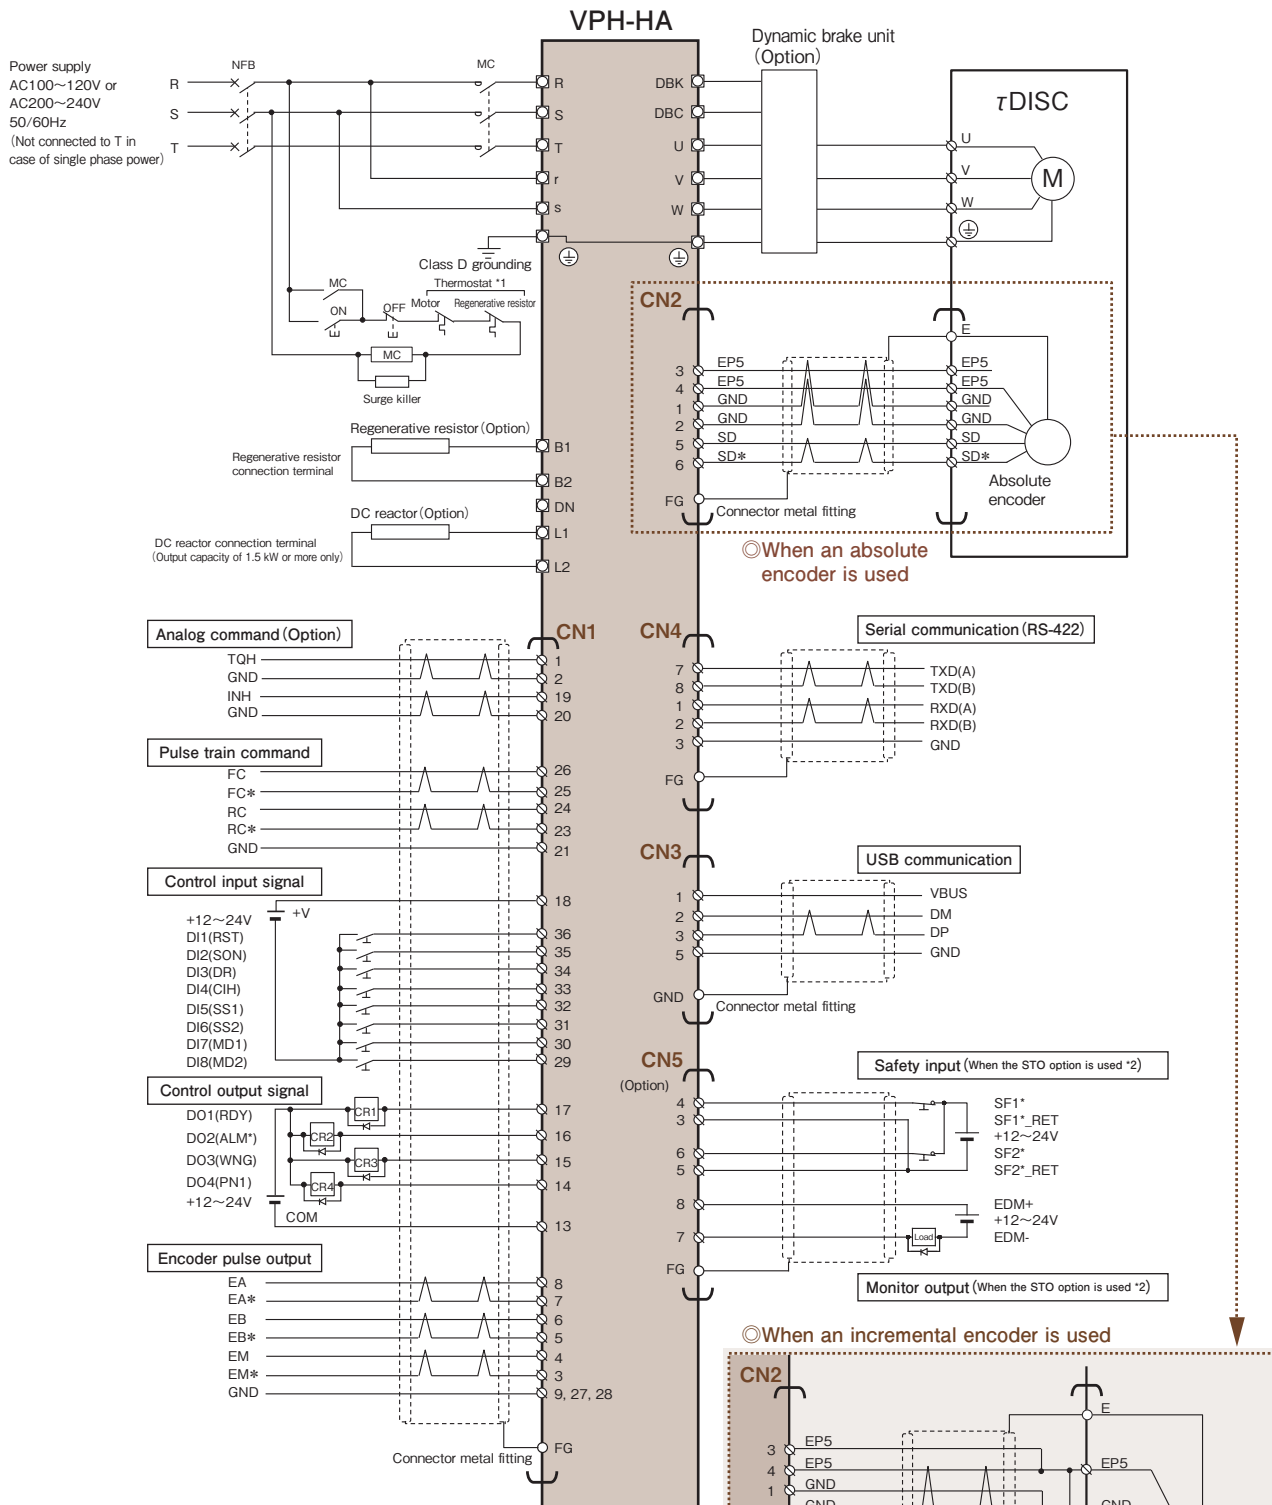 VPH-HA
Power supply
AC100～120V or
AC200～240V
50/60Hz
(Not connected to T in
case of single phase power)
NFB
MC
R
S
T
R
S
T
r
s
DBK
DBC
U
V
W
Dynamic brake unit
(Option)
τDISC
U
V
W
M
Class D grounding
Thermostat *1
Motor
Regenerative resistor
MC
ON
OFF
MC
Surge killer
Regenerative resistor(Option)
Regenerative resistor
connection terminal
B1
B2
DN
DC reactor(Option)
DC reactor connection terminal
(Output capacity of 1.5 kW or more only)
L1
L2
CN2
E
3 EP5 EP5
4 EP5 EP5
1 GND GND
2 GND GND
5 SD SD
6 SD* SD*
FG
Connector metal fitting
Absolute
encoder
◎When an absolute
encoder is used
Analog command(Option)
CN1
TQH 1
GND 2
INH 19
GND 20
Pulse train command
FC 26
FC* 25
RC 24
RC* 23
GND 21
Control input signal
+V
18
+12～24V
DI1(RST) 36
DI2(SON) 35
DI3(DR) 34
DI4(CIH) 33
DI5(SS1) 32
DI6(SS2) 31
DI7(MD1) 30
DI8(MD2) 29
Control output signal
DO1(RDY) CR1 17
DO2(ALM*) CR2 16
DO3(WNG) CR3 15
DO4(PN1) CR4 14
+12～24V
COM
13
Encoder pulse output
EA 8
EA* 7
EB 6
EB* 5
EM 4
EM* 3
GND 9, 27, 28
Connector metal fitting
FG
CN4
Serial communication(RS-422)
7 TXD(A)
8 TXD(B)
1 RXD(A)
2 RXD(B)
3 GND
FG
CN3
USB communication
1 VBUS
2 DM
3 DP
5 GND
GND
Connector metal fitting
CN5
(Option)
Safety input(When the STO option is used *2)
4 SF1*
3 SF1*_RET
+12～24V
6 SF2*
5 SF2*_RET
8 EDM+
+12～24V
7 Load EDM-
FG
Monitor output(When the STO option is used *2)
◎When an incremental encoder is used
CN2
E
3 EP5
4 EP5 EP5
1 GND
GND GND